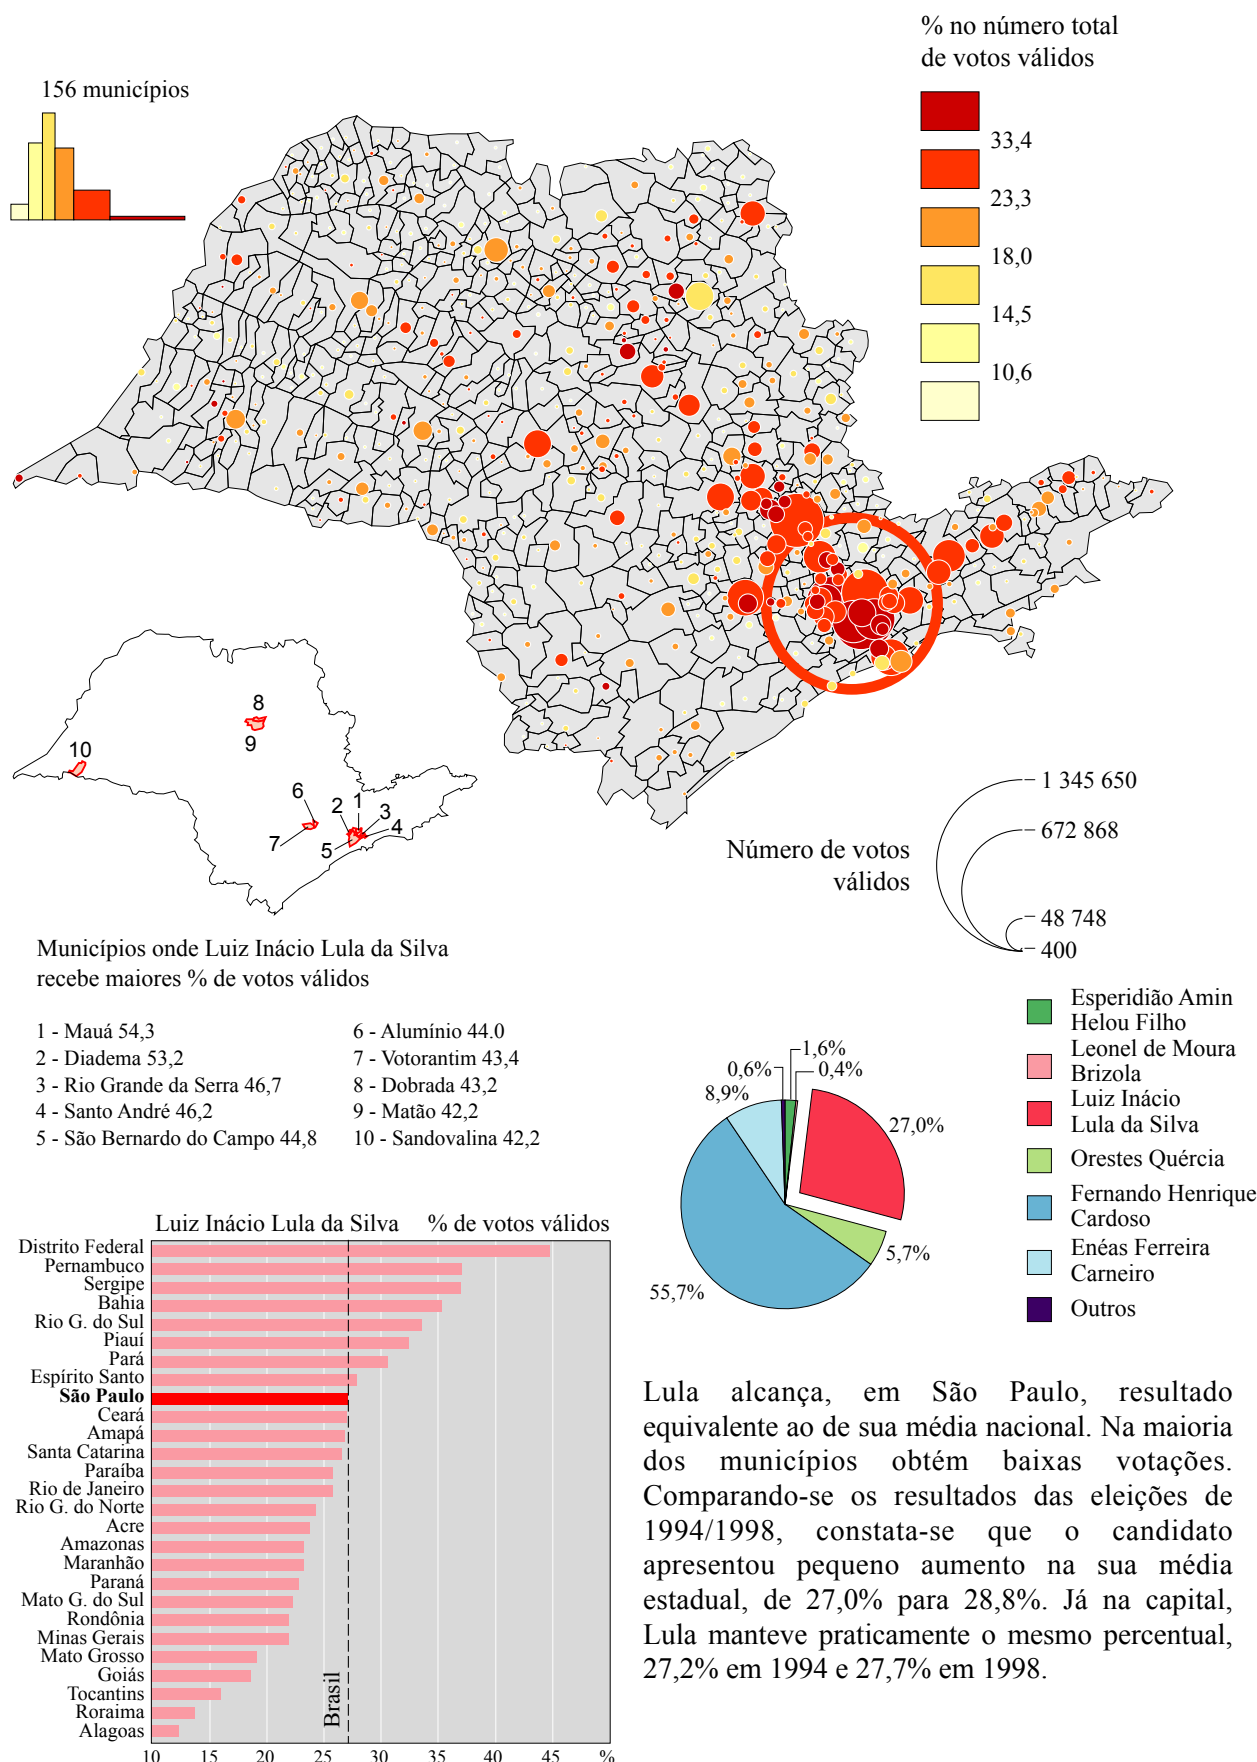 % no número total
de votos válidos
33,4
23,3
18,0
14,5
10,6
156 municípios
8
9
10
6
7
2
1
3
4
5
1 345 650
672 868
48 748
400
Número de votos
válidos
Municípios onde Luiz Inácio Lula da Silva
recebe maiores % de votos válidos
1 - Mauá 54,3
2 - Diadema 53,2
3 - Rio Grande da Serra 46,7
4 - Santo André 46,2
5 - São Bernardo do Campo 44,8
6 - Alumínio 44.0
7 - Votorantim 43,4
8 - Dobrada 43,2
9 - Matão 42,2
10 - Sandovalina 42,2
1,6%
0,6%
0,4%
8,9%
27,0%
5,7%
55,7%
Esperidião Amin
Helou Filho
Leonel de Moura
Brizola
Luiz Inácio
Lula da Silva
Orestes Quércia
Fernando Henrique
Cardoso
Enéas Ferreira
Carneiro
Outros
Luiz Inácio Lula da Silva % de votos válidos
Distrito Federal
Pernambuco
Sergipe
Bahia
Rio G. do Sul
Piauí
Pará
Espírito Santo
São Paulo
Ceará
Amapá
Santa Catarina
Paraíba
Rio de Janeiro
Rio G. do Norte
Acre
Amazonas
Maranhão
Paraná
Mato G. do Sul
Rondônia
Minas Gerais
Mato Grosso
Goiás
Tocantins
Roraima
Alagoas
Brasil
10 15 20 25 30 35 40 45 %
Lula alcança, em São Paulo, resultado
equivalente ao de sua média nacional. Na maioria
dos municípios obtém baixas votações.
Comparando-se os resultados das eleições de
1994/1998, constata-se que o candidato
apresentou pequeno aumento na sua média
estadual, de 27,0% para 28,8%. Já na capital,
Lula manteve praticamente o mesmo percentual,
27,2% em 1994 e 27,7% em 1998.